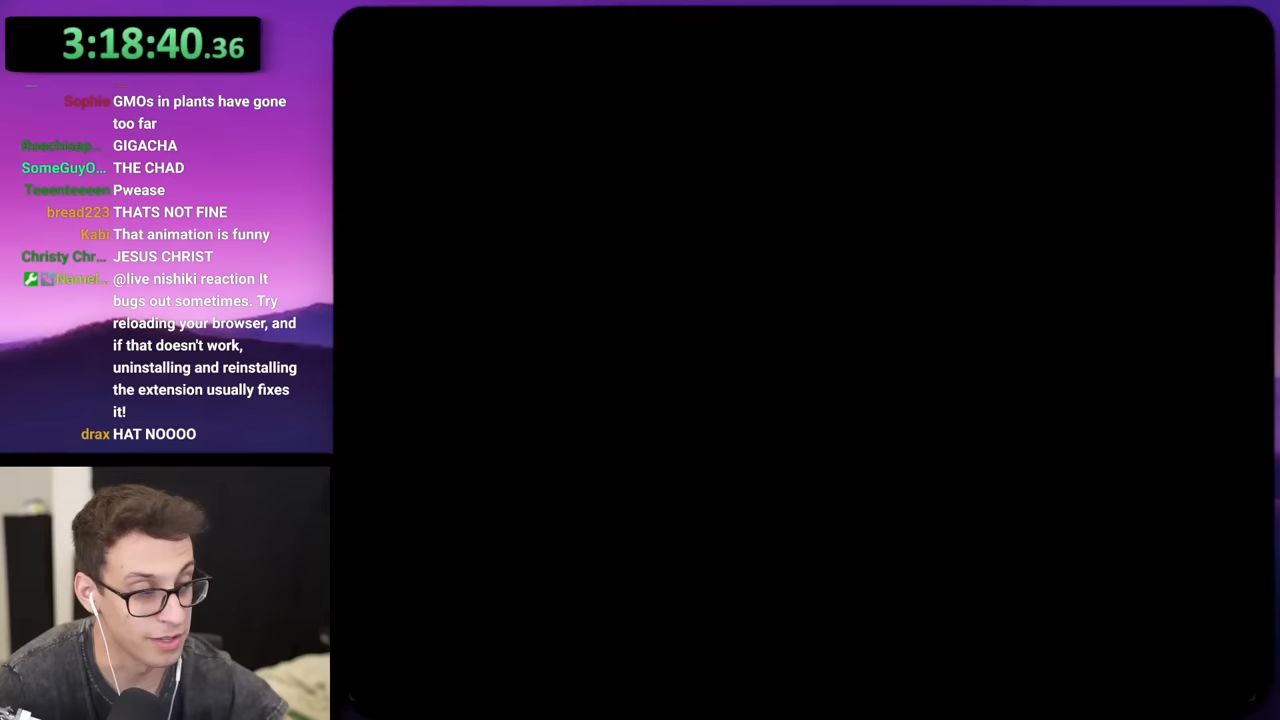 3:18:40.36
Sophie GMOs in plants have gone
too far
Roachisap... GIGACHA
SomeGuyO... THE CHAD
Teeenteeeen Pwease
bread223 THATS NOT FINE
Kabi That animation is funny
Christy Chr... JESUS CHRIST
Namel... @live nishiki reaction It
bugs out sometimes. Try
reloading your browser, and
if that doesn't work,
uninstalling and reinstalling
the extension usually fixes
it!
drax HAT NOOOO